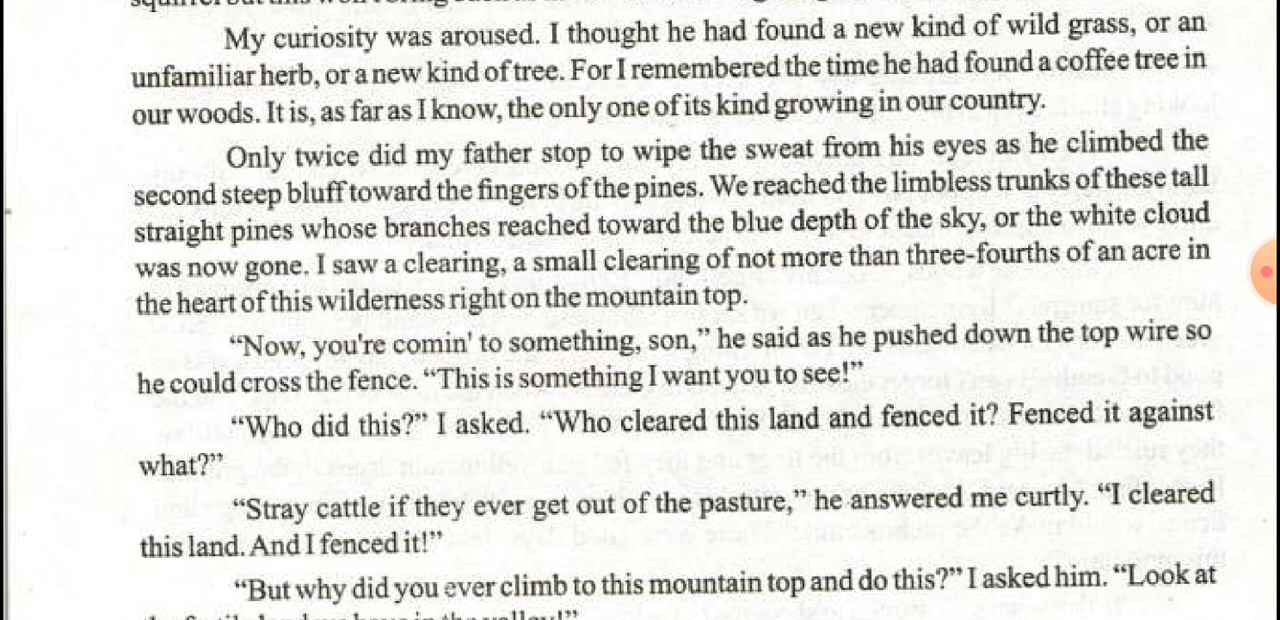 My curiosity was aroused. I thought he had found a new kind of wild grass, or an
unfamiliar herb, or a new kind of tree. For I remembered the time he had found a coffee tree in
our woods. It is, as far as I know, the only one of its kind growing in our country.
Only twice did my father stop to wipe the sweat from his eyes as he climbed the
second steep bluff toward the fingers of the pines. We reached the limbless trunks of these tall
straight pines whose branches reached toward the blue depth of the sky, or the white cloud
was now gone. I saw a clearing, a small clearing of not more than three-fourths of an acre in
the heart of this wilderness right on the mountain top.
“Now, you're comin' to something, son,” he said as he pushed down the top wire so
he could cross the fence. “This is something I want you to see!”
“Who did this?” I asked. “Who cleared this land and fenced it? Fenced it against
what?”
“Stray cattle if they ever get out of the pasture,” he answered me curtly. “I cleared
this land. And I fenced it!”
“But why did you ever climb to this mountain top and do this?” I asked him. “Look at